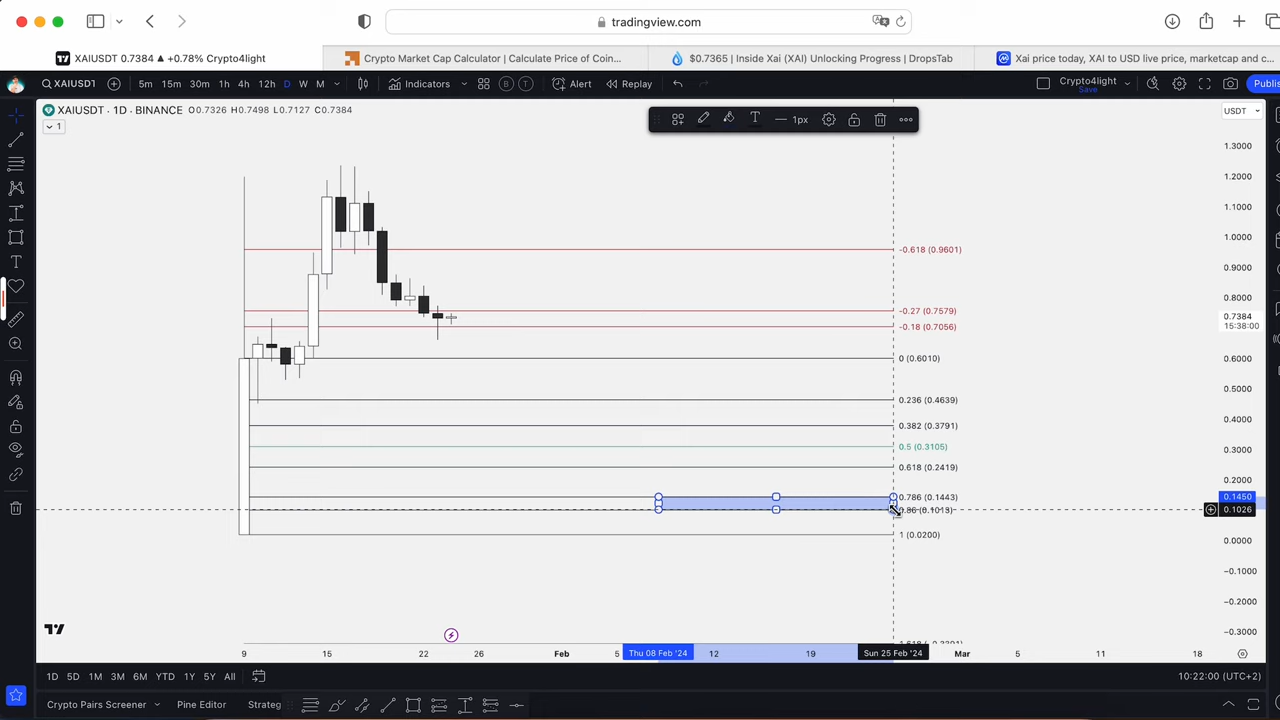 tradingview.com
XAIUSDT 0.7384 ▲ +0.78% Crypto4light
Crypto Market Cap Calculator | Calculate Price of Coin...
$0.7365 | Inside Xai (XAI) Unlocking Progress | DropsTab
Xai price today, XAI to USD live price, marketcap and c...
XAIUSDT
5m 15m 30m 1h 4h 12h D W M
Indicators
B T
Alert
Replay
Crypto4light
Save
Publis
XAIUSDT · 1D · BINANCE O0.7326 H0.7498 L0.7127 C0.7384
1
T 1px
USDT
1.3000
1.2000
1.1000
1.0000
0.9000
0.8000
0.7384
15:38:00
0.6000
0.5000
0.4000
0.3000
0.2000
0.1450
0.1026
0.0000
−0.1000
−0.2000
−0.3000
-0.618 (0.9601)
-0.27 (0.7579)
-0.18 (0.7056)
0 (0.6010)
0.236 (0.4639)
0.382 (0.3791)
0.5 (0.3105)
0.618 (0.2419)
0.786 (0.1443)
0.86 (0.1013)
1 (0.0200)
9 15 22 26 Feb 5 Thu 08 Feb '24 12 19 Sun 25 Feb '24 Mar 5 11 18
1D 5D 1M 3M 6M YTD 1Y 5Y All
10:22:00 (UTC+2)
Crypto Pairs Screener Pine Editor Strateg